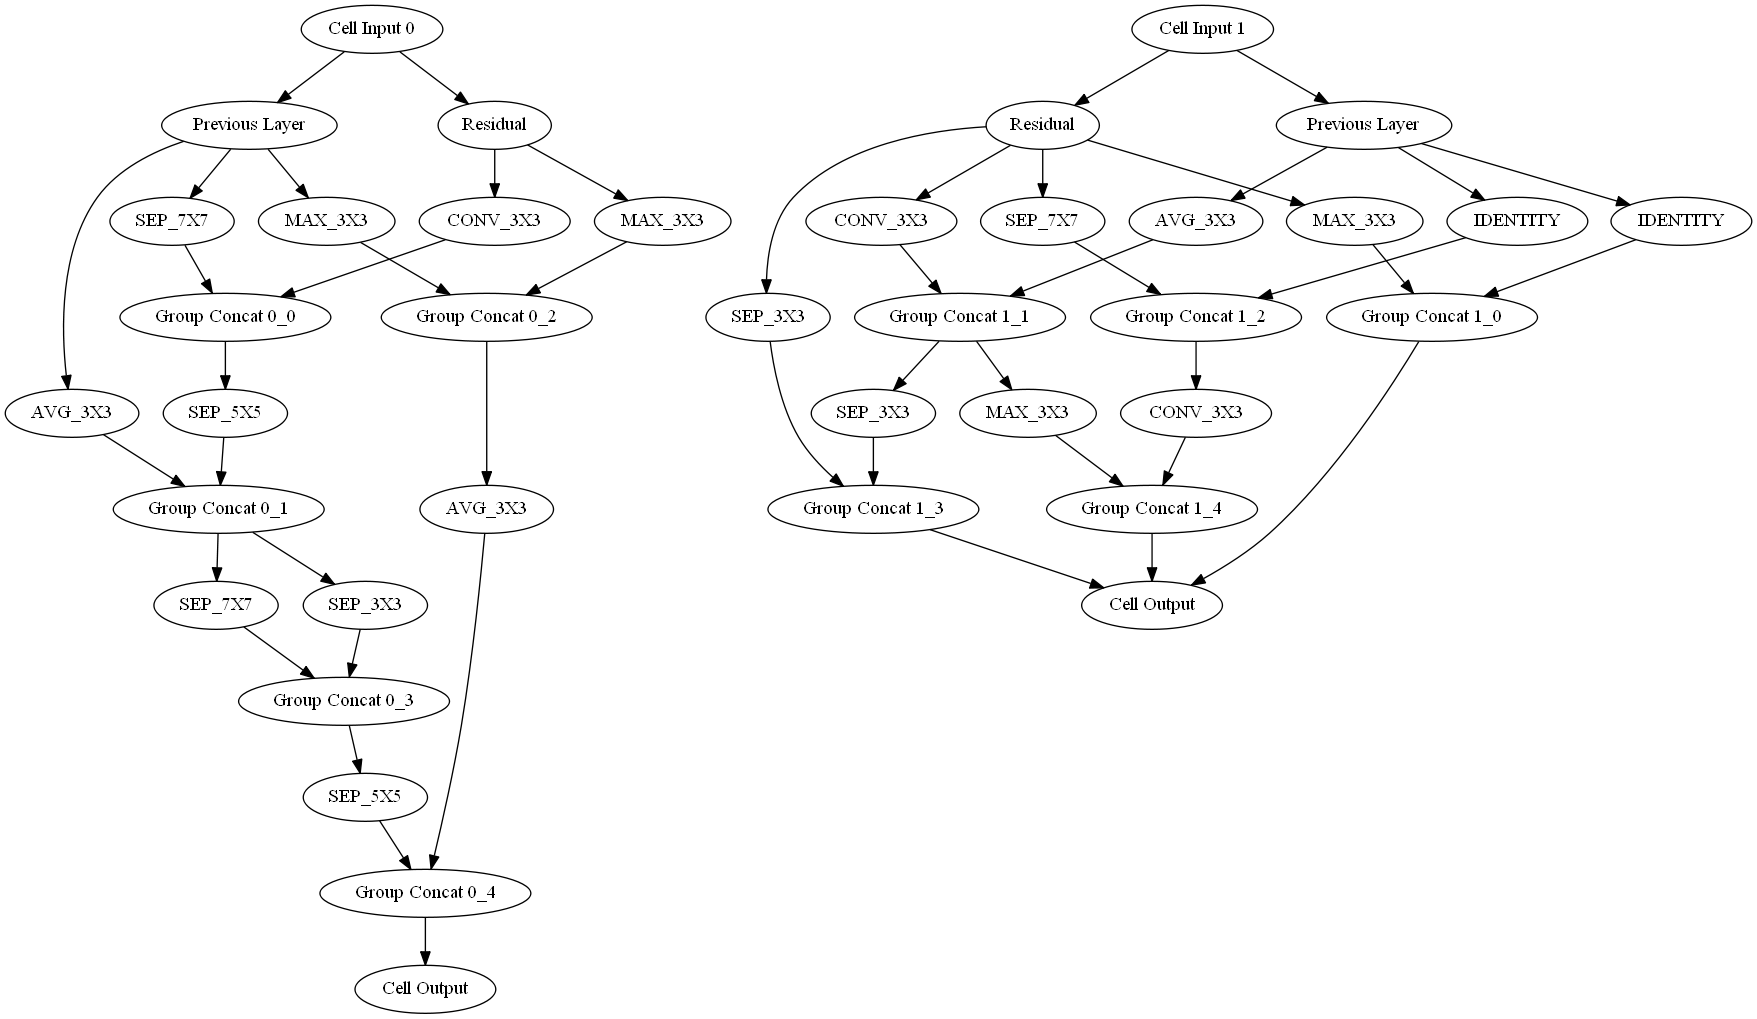 Cell Input 0
Cell Input 1
Previous Layer
Residual
Residual
Previous Layer
SEP_7X7
MAX_3X3
CONV_3X3
MAX_3X3
CONV_3X3
SEP_7X7
AVG_3X3
MAX_3X3
IDENTITY
IDENTITY
Group Concat 0_0
Group Concat 0_2
SEP_3X3
Group Concat 1_1
Group Concat 1_2
Group Concat 1_0
AVG_3X3
SEP_5X5
SEP_3X3
MAX_3X3
CONV_3X3
Group Concat 0_1
AVG_3X3
Group Concat 1_3
Group Concat 1_4
SEP_7X7
SEP_3X3
Cell Output
Group Concat 0_3
SEP_5X5
Group Concat 0_4
Cell Output